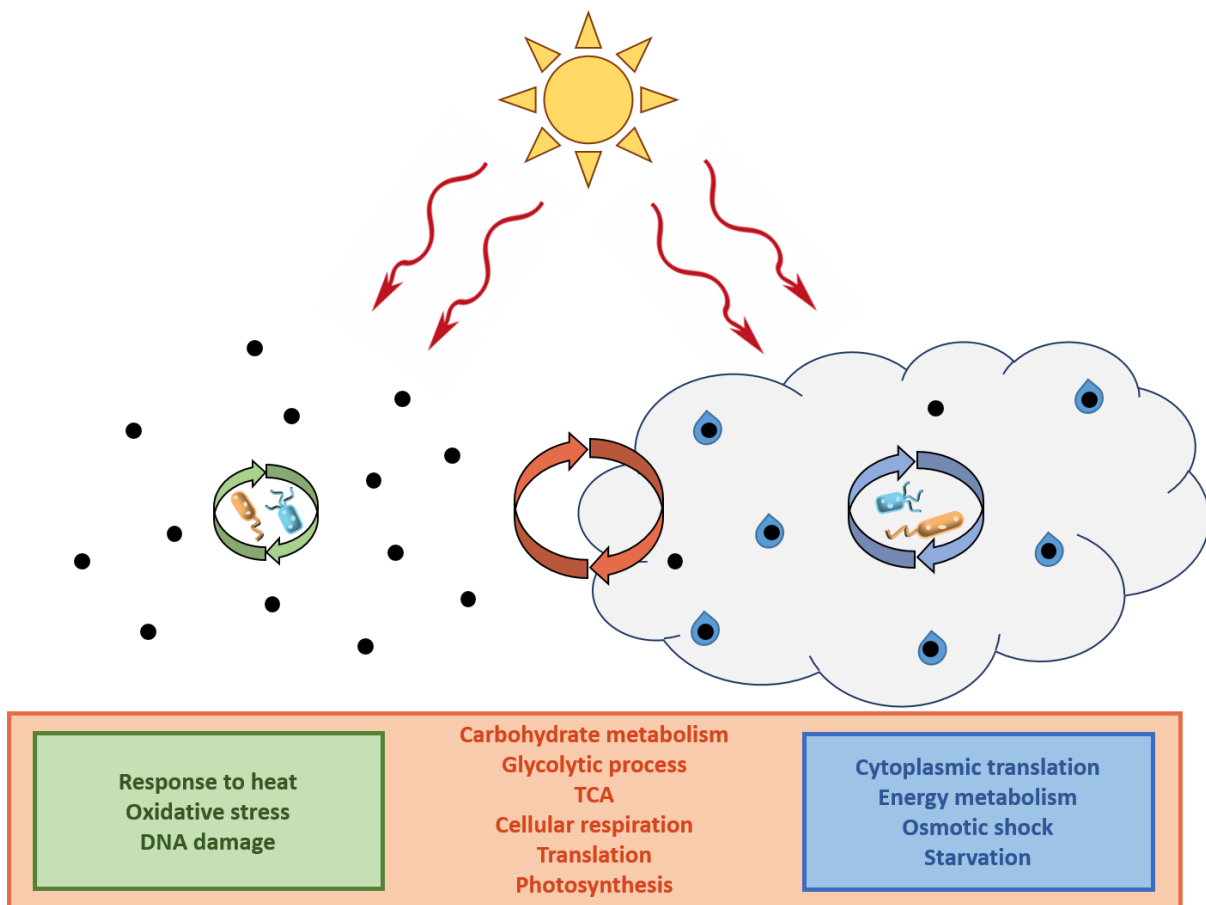 Response to heat
Oxidative stress
DNA damage
Carbohydrate metabolism
Glycolytic process
TCA
Cellular respiration
Translation
Photosynthesis
Cytoplasmic translation
Energy metabolism
Osmotic shock
Starvation